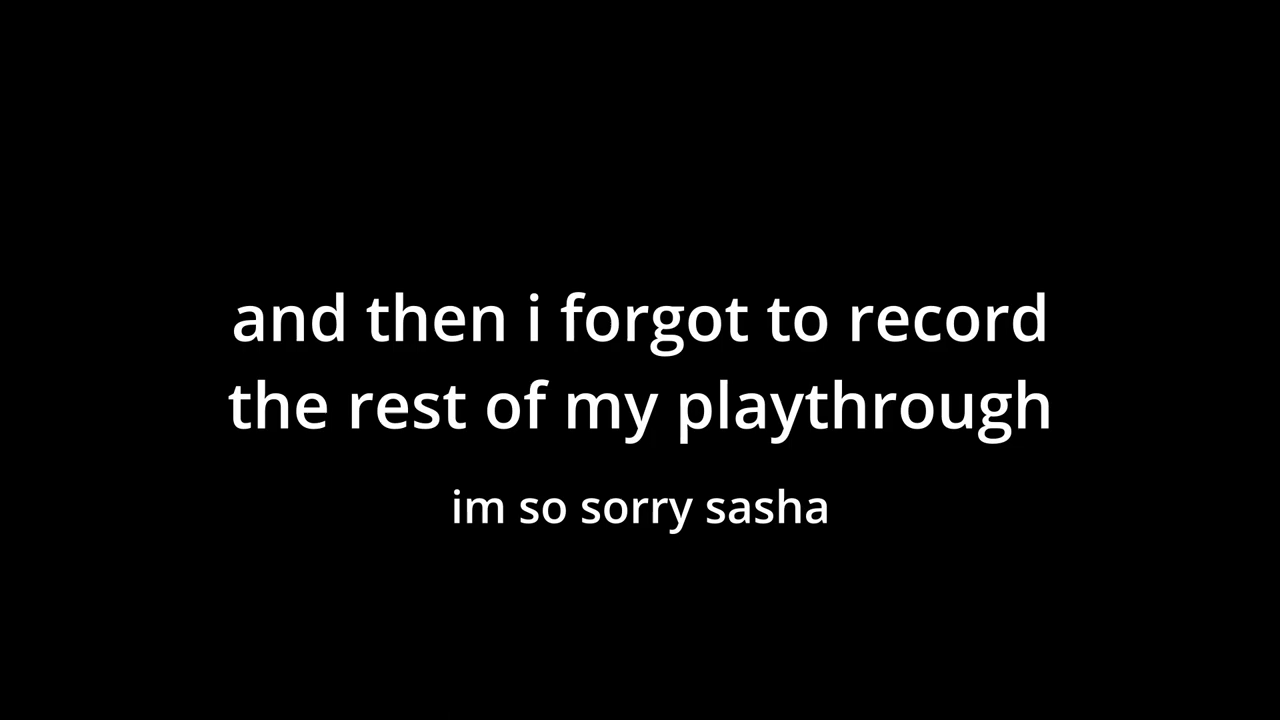 and then i forgot to record
the rest of my playthrough
im so sorry sasha